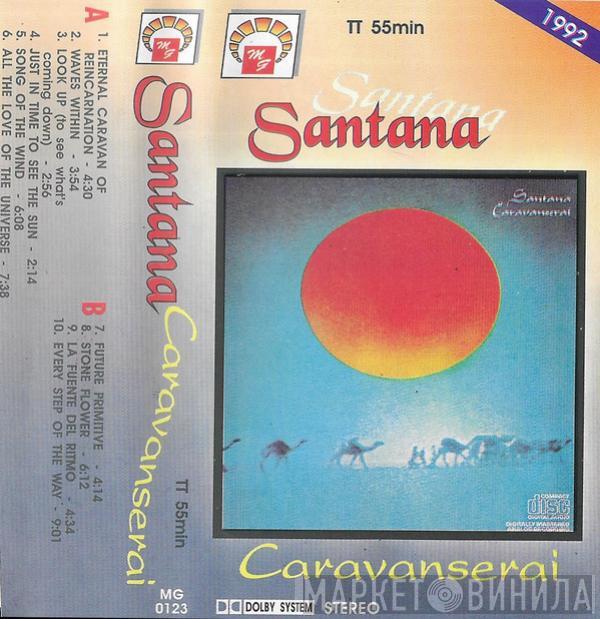 A
1. ETERNAL CARAVAN OF
REINCARNATION - 4:30
2. WAVES WITHIN - 3:54
3. LOOK UP (to see what's
coming down) - 2:56
4. JUST IN TIME TO SEE THE SUN - 2:14
5. SONG OF THE WIND - 6:08
6. ALL THE LOVE OF THE UNIVERSE - 7:38
B
7. FUTURE PRIMITIVE - 4:14
8. STONE FLOWER - 6:12
9. LA FUENTE DEL RITMO - 4:34
10. EVERY STEP OF THE WAY - 9:01
MG
Santana
Caravanserai
TT 55min
MG
0123
MG
TT 55min
1992
Santana
Santana
Santana
Caravanserai
COMPACT
disc
DIGITAL AUDIO
DIGITALLY REMASTERED
Caravanserai
DOLBY SYSTEM STEREO
МАРКЕТ ВИНИЛА